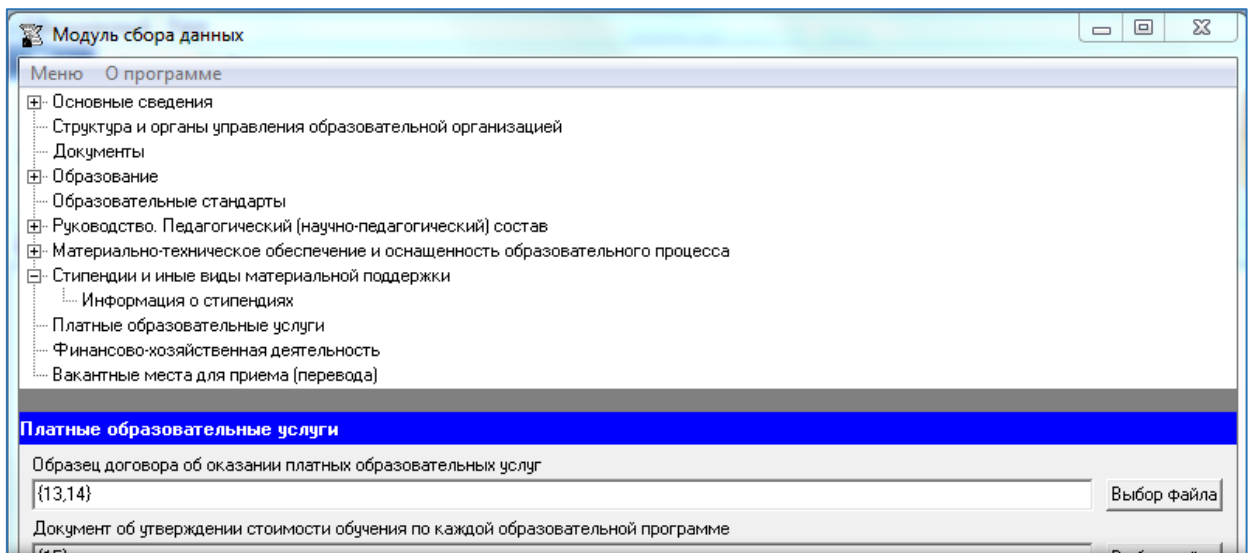 Модуль сбора данных
Меню О программе
Основные сведения
Структура и органы управления образовательной организацией
Документы
Образование
Образовательные стандарты
Руководство. Педагогический (научно-педагогический) состав
Материально-техническое обеспечение и оснащенность образовательного процесса
Стипендии и иные виды материальной поддержки
Информация о стипендиях
Платные образовательные услуги
Финансово-хозяйственная деятельность
Вакантные места для приема (перевода)
Платные образовательные услуги
Образец договора об оказании платных образовательных услуг
{13,14} Выбор файла
Документ об утверждении стоимости обучения по каждой образовательной программе